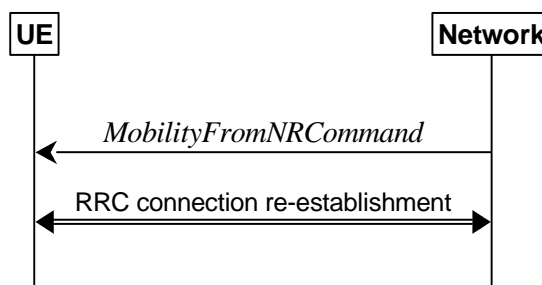 UE
Network
MobilityFromNRCommand
RRC connection re-establishment